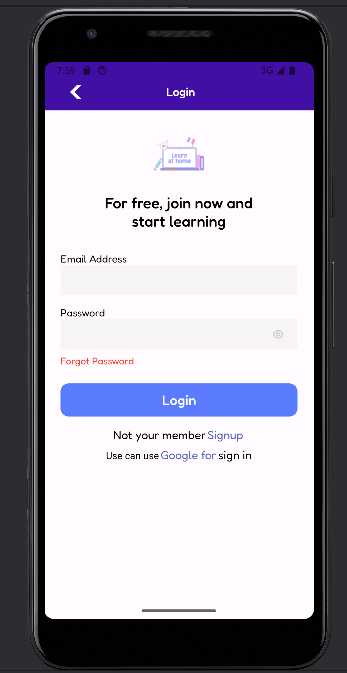 7:59
3G
Login
Learn
at home
For free, join now and
start learning
Email Address
Password
Forgot Password
Login
Not your member Signup
Use can use Google for sign in